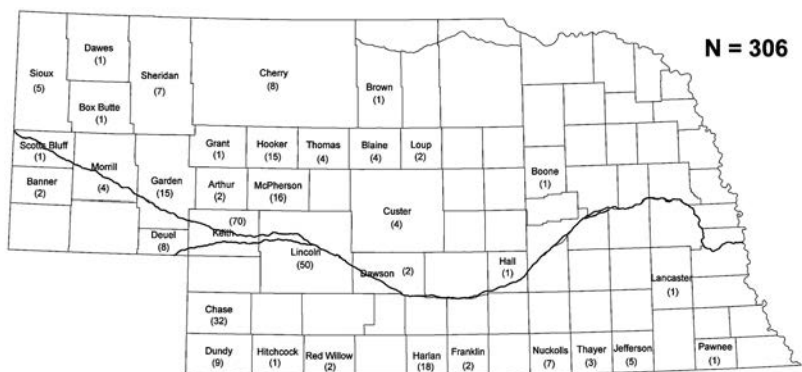 N = 306
Dawes
(1)
Sioux
(5)
Sheridan
(7)
Cherry
(8)
Brown
(1)
Box Butte
(1)
Scotts Bluff
(1)
Grant
(1)
Hooker
(15)
Thomas
(4)
Blaine
(4)
Loup
(2)
Morrill
(4)
Banner
(2)
Garden
(15)
Arthur
(2)
McPherson
(16)
Boone
(1)
Custer
(4)
(70)
Keith
Deuel
(8)
Lincoln
(50)
Dawson (2)
Hall
(1)
Lancaster
(1)
Chase
(32)
Dundy
(9)
Hitchcock
(1)
Red Willow
(2)
Harlan
(18)
Franklin
(2)
Nuckolls
(7)
Thayer
(3)
Jefferson
(5)
Pawnee
(1)